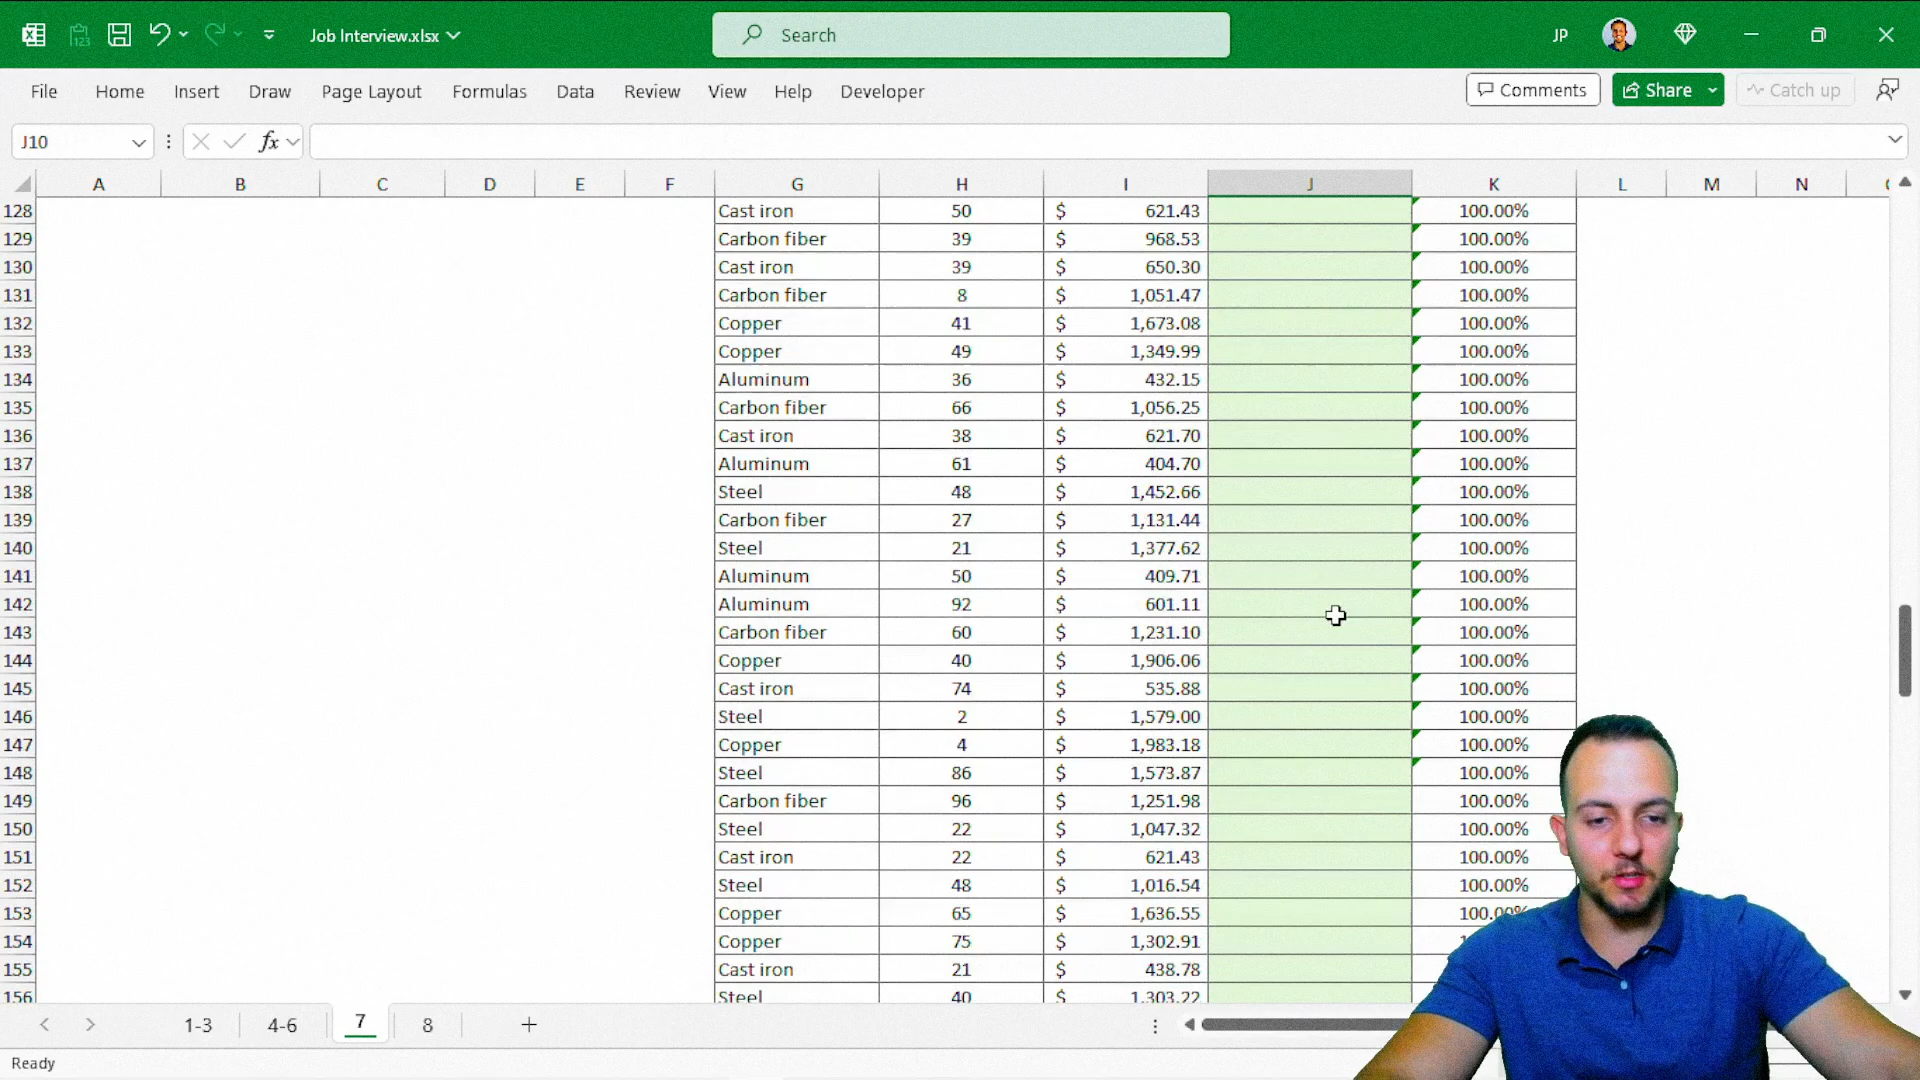 Job Interview.xlsx
Search
JP
File Home Insert Draw Page Layout Formulas Data Review View Help Developer
Comments Share Catch up
J10 fx
A B C D E F G H I J K L M N
128 Cast iron 50 $ 621.43 100.00%
129 Carbon fiber 39 $ 968.53 100.00%
130 Cast iron 39 $ 650.30 100.00%
131 Carbon fiber 8 $ 1,051.47 100.00%
132 Copper 41 $ 1,673.08 100.00%
133 Copper 49 $ 1,349.99 100.00%
134 Aluminum 36 $ 432.15 100.00%
135 Carbon fiber 66 $ 1,056.25 100.00%
136 Cast iron 38 $ 621.70 100.00%
137 Aluminum 61 $ 404.70 100.00%
138 Steel 48 $ 1,452.66 100.00%
139 Carbon fiber 27 $ 1,131.44 100.00%
140 Steel 21 $ 1,377.62 100.00%
141 Aluminum 50 $ 409.71 100.00%
142 Aluminum 92 $ 601.11 100.00%
143 Carbon fiber 60 $ 1,231.10 100.00%
144 Copper 40 $ 1,906.06 100.00%
145 Cast iron 74 $ 535.88 100.00%
146 Steel 2 $ 1,579.00 100.00%
147 Copper 4 $ 1,983.18 100.00%
148 Steel 86 $ 1,573.87 100.00%
149 Carbon fiber 96 $ 1,251.98 100.00%
150 Steel 22 $ 1,047.32 100.00%
151 Cast iron 22 $ 621.43 100.00%
152 Steel 48 $ 1,016.54 100.00%
153 Copper 65 $ 1,636.55 100.00%
154 Copper 75 $ 1,302.91
155 Cast iron 21 $ 438.78
156 Steel 40 $ 1,303.22
1-3 4-6 7 8
Ready